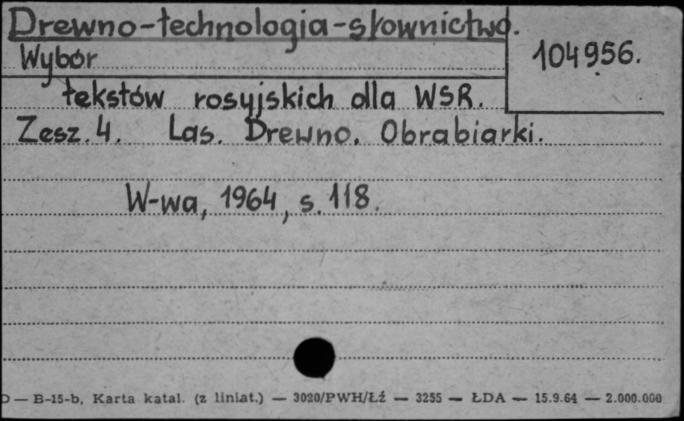 Drewno-technologia-słownictwo.
104956.
Wybór
tekstów rosyjskich dla WSR.
Zesz. 4. Las. Drewno. Obrabiarki.
W-wa, 1964, s. 118.
— B-15-b, Karta katal. (z liniat.) — 3020/PWH/Łź — 3255 — ŁDA — 15.9.64 — 2.000.000